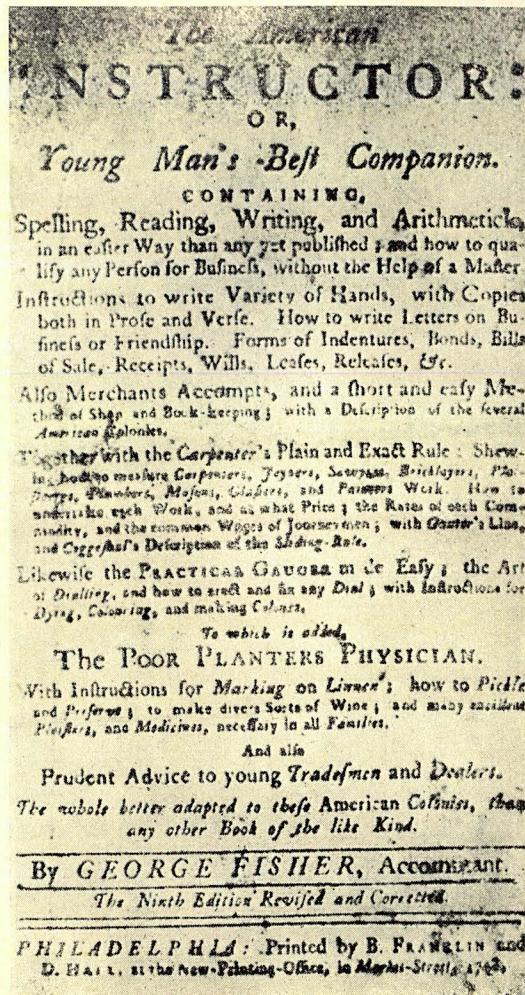 The American
INSTRUCTOR:
OR,
Young Man's Beſt Companion.
CONTAINING,
Spelling, Reading, Writing, and Arithmetick,
in an eaſier Way than any yet publiſhed ; and how to qua-
lify any Perſon for Buſineſs, without the Help of a Maſter.
Inſtructions to write Variety of Hands, with Copies
both in Proſe and Verſe. How to write Letters on Bu-
ſineſs or Friendſhip. Forms of Indentures, Bonds, Bills
of Sale, Receipts, Wills, Leaſes, Releaſes, &c.
Alſo Merchants Accompts, and a ſhort and eaſy Me-
thod of Shop and Book-keeping ; with a Deſcription of the ſeveral
American Colonies.
Together with the Carpenter's Plain and Exact Rule : Shew-
ing how to meaſure Carpenters, Joyners, Sawyers, Bricklayers, Plai-
ſterers, Plumbers, Maſons, Glaſiers, and Painters Work. How to
undertake each Work, and at what Price ; the Rates of each Com-
modity, and the common Wages of Journeymen ; with Gunter's Line,
and Coggeſhal's Deſcription of the Sliding-Rule.
Likewiſe the PRACTICAL GAUGER made Eaſy ; the Art
of Dialling, and how to erect and fix any Dial ; with Inſtructions for
Dying, Colouring, and making Colours.
To which is added,
The POOR PLANTERS PHYSICIAN.
With Inſtructions for Marking on Linnen ; how to Pickle
and Preſerve ; to make divers Sorts of Wine ; and many excellent
Plaiſters, and Medicines, neceſſary in all Families.
And alſo
Prudent Advice to young Tradeſmen and Dealers.
The whole better adapted to theſe American Colonies, than
any other Book of the like Kind.
By GEORGE FISHER, Accomptant.
The Ninth Edition Reviſed and Corrected.
PHILADELPHIA: Printed by B. FRANKLIN and
D. HALL, at the New-Printing-Office, in Market-Street, 1748.